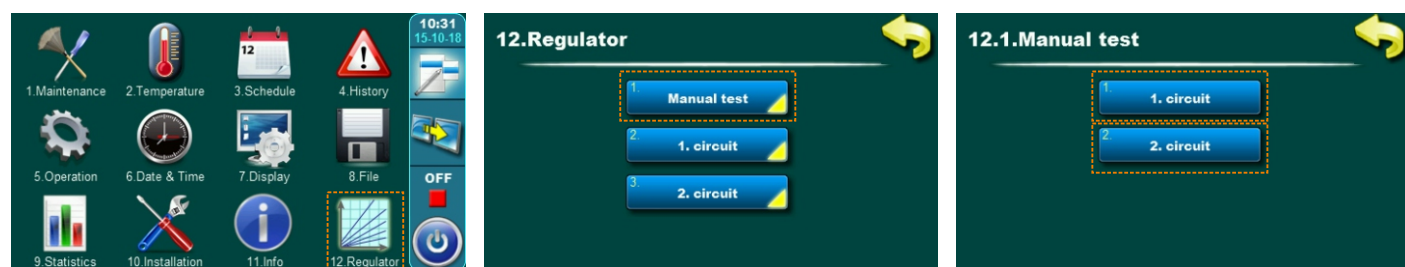 10:31
15-10-18
12
1.Maintenance 2.Temperature 3.Schedule 4.History
5.Operation 6.Date & Time 7.Display 8.File
OFF
9.Statistics 10.Installation 11.Info 12.Regulator
12.Regulator
1. Manual test
2. 1. circuit
3. 2. circuit
12.1.Manual test
1. 1. circuit
2. 2. circuit